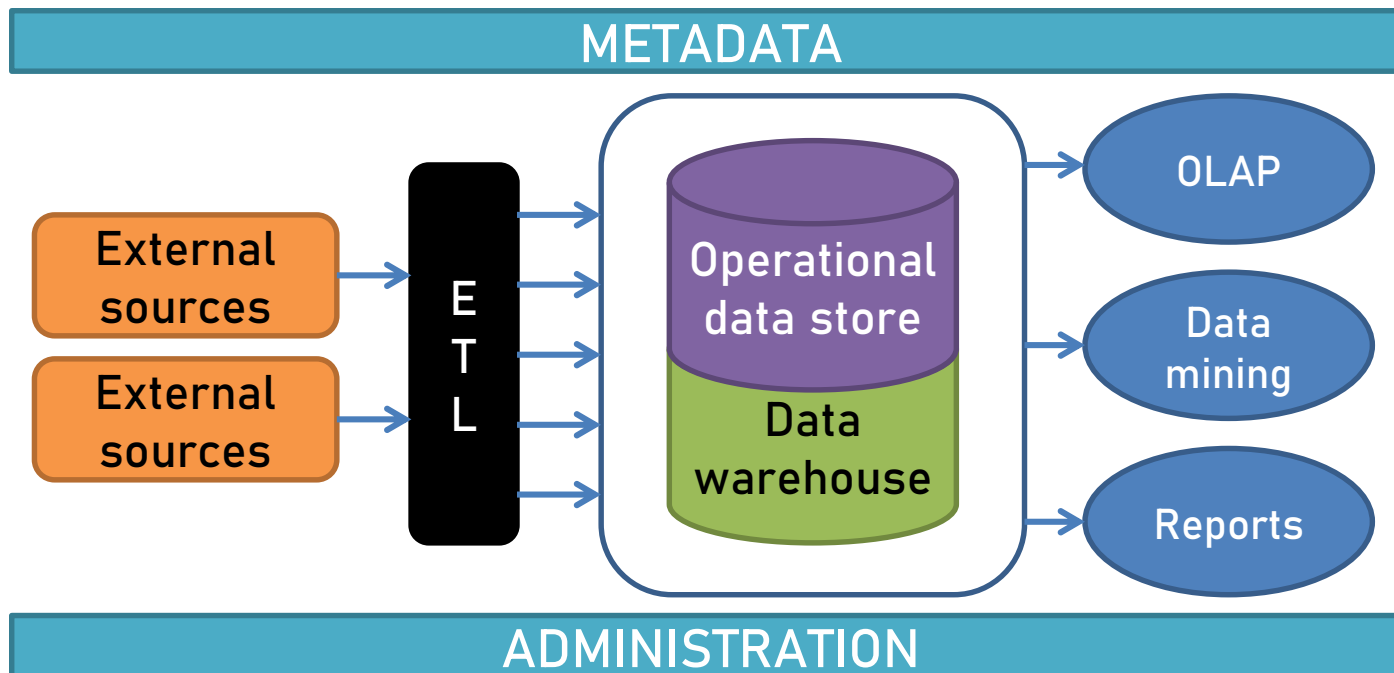 METADATA
External
sources
External
sources
E
T
L
Operational
data store
Data
warehouse
OLAP
Data
mining
Reports
ADMINISTRATION